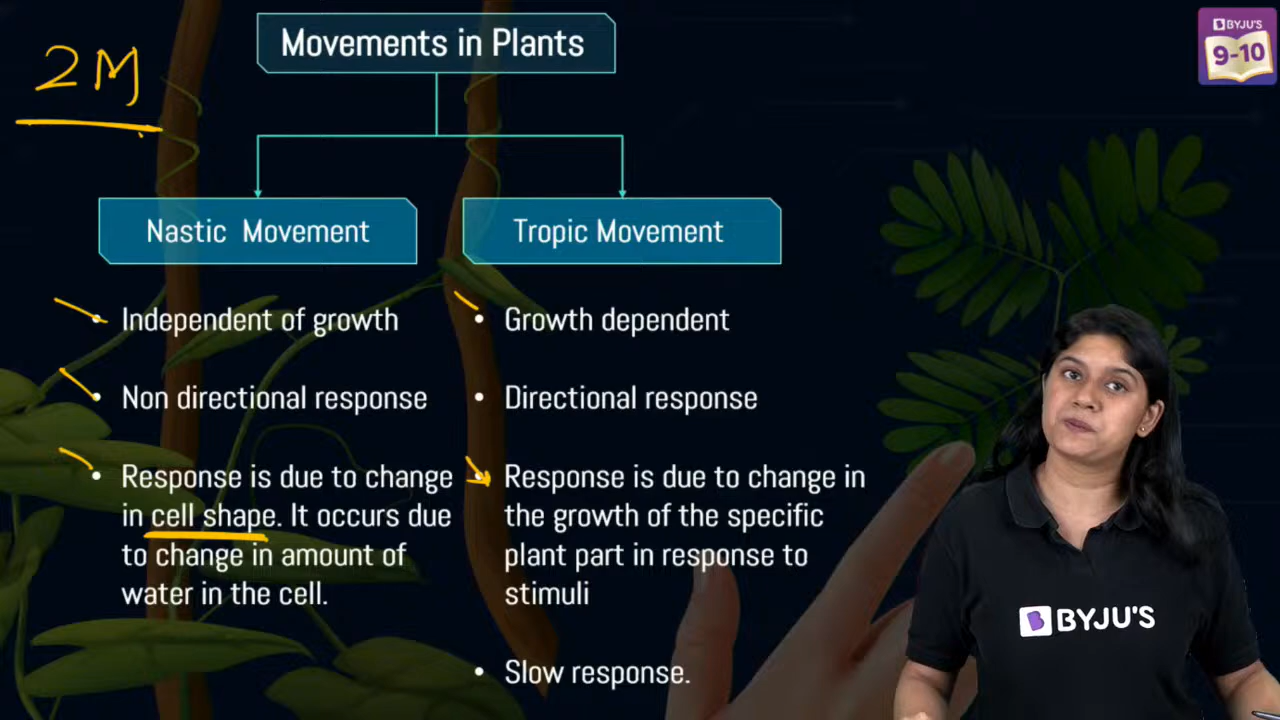 2M
Movements in Plants
BYJU'S
9-10
Nastic Movement
Tropic Movement
• Independent of growth
• Non directional response
• Response is due to change
in cell shape. It occurs due
to change in amount of
water in the cell.
• Growth dependent
• Directional response
• Response is due to change in
the growth of the specific
plant part in response to
stimuli
• Slow response.
BYJU'S